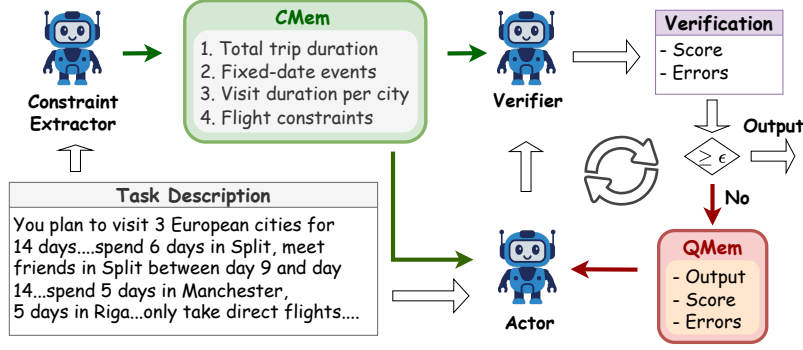 CMem
1. Total trip duration
2. Fixed-date events
3. Visit duration per city
4. Flight constraints
Constraint
Extractor
Verifier
Verification
- Score
- Errors
≥ ϵ
Output
No
Task Description
You plan to visit 3 European cities for
14 days....spend 6 days in Split, meet
friends in Split between day 9 and day
14...spend 5 days in Manchester,
5 days in Riga...only take direct flights....
Actor
QMem
- Output
- Score
- Errors